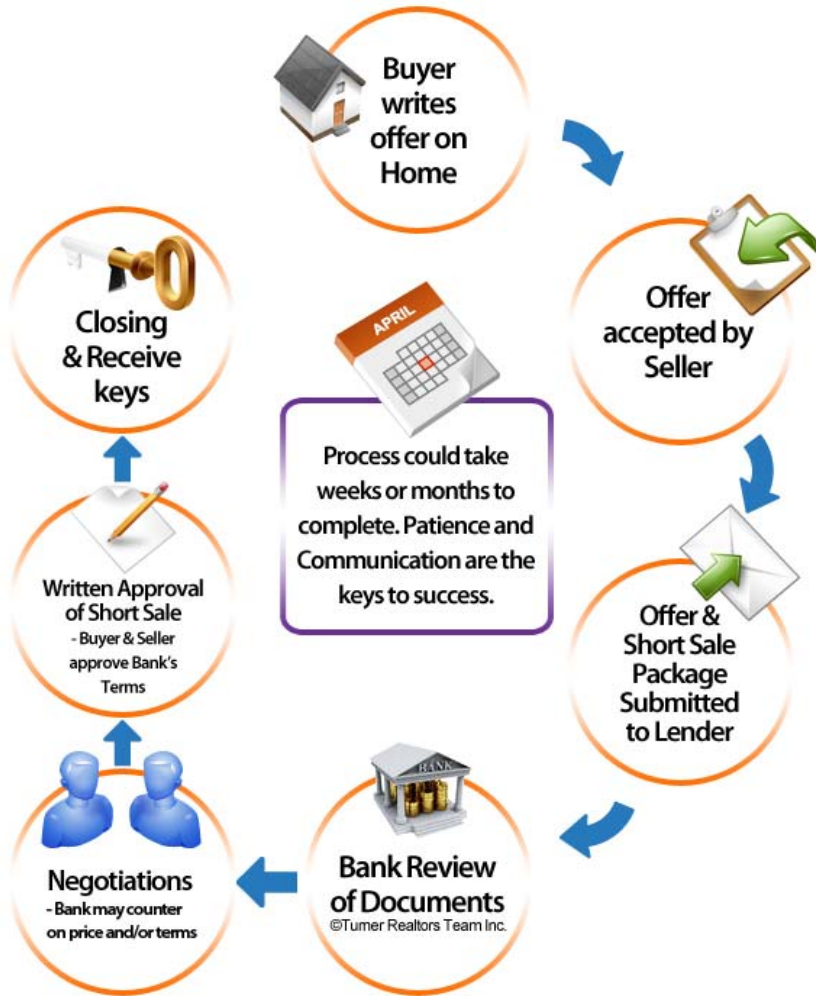 Buyer
writes
offer on
Home
Offer
accepted by
Seller
Offer &
Short Sale
Package
Submitted
to Lender
BANK
Bank Review
of Documents
©Turner Realtors Team Inc.
Negotiations
- Bank may counter
on price and/or terms
Written Approval
of Short Sale
- Buyer & Seller
approve Bank's
Terms
Closing
& Receive
keys
APRIL
Process could take
weeks or months to
complete. Patience and
Communication are the
keys to success.